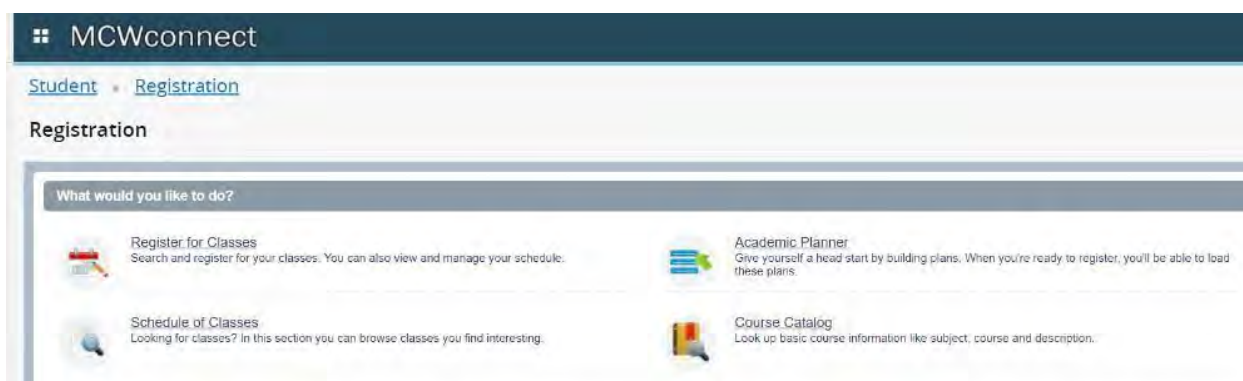 MCWconnect
Student Registration
Registration
What would you like to do?
Register for Classes
Search and register for your classes. You can also view and manage your schedule.
Academic Planner
Give yourself a head start by building plans. When you're ready to register, you'll be able to load
these plans.
Schedule of Classes
Looking for classes? In this section you can browse classes you find interesting.
Course Catalog
Look up basic course information like subject, course and description.